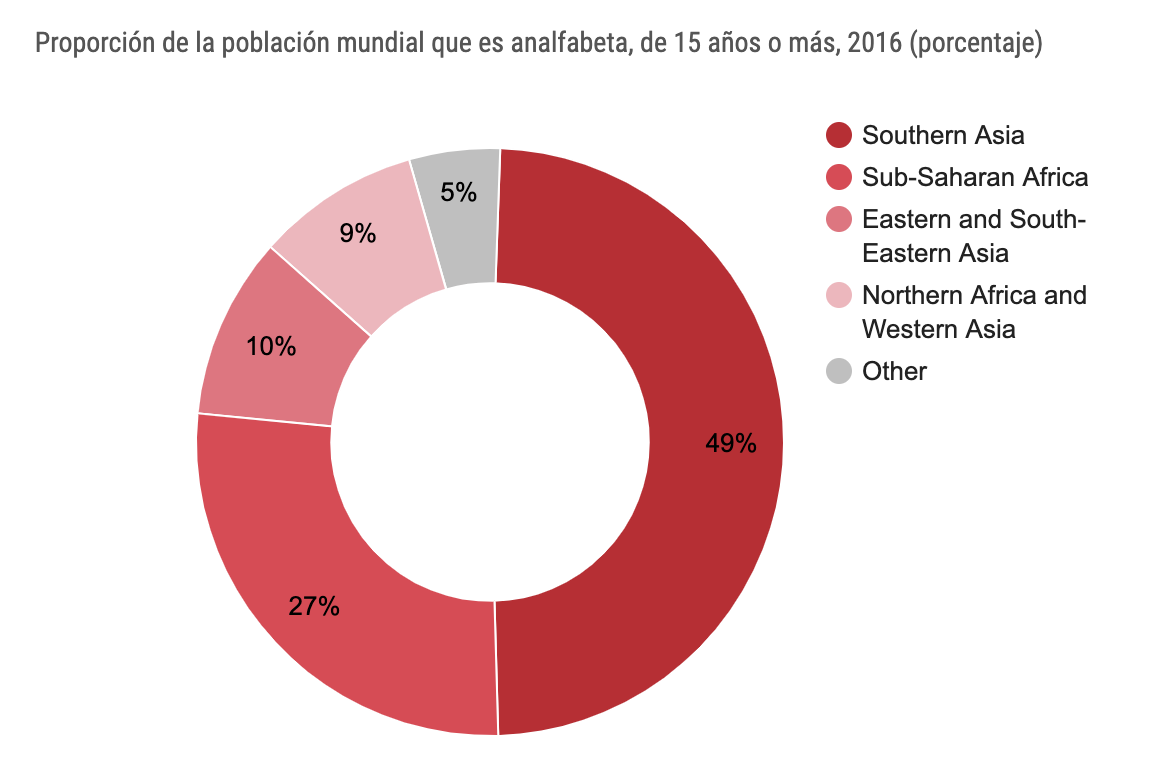 Proporción de la población mundial que es analfabeta, de 15 años o más, 2016 (porcentaje)
Southern Asia
Sub-Saharan Africa
Eastern and South-
Eastern Asia
Northern Africa and
Western Asia
Other
5%
9%
10%
49%
27%